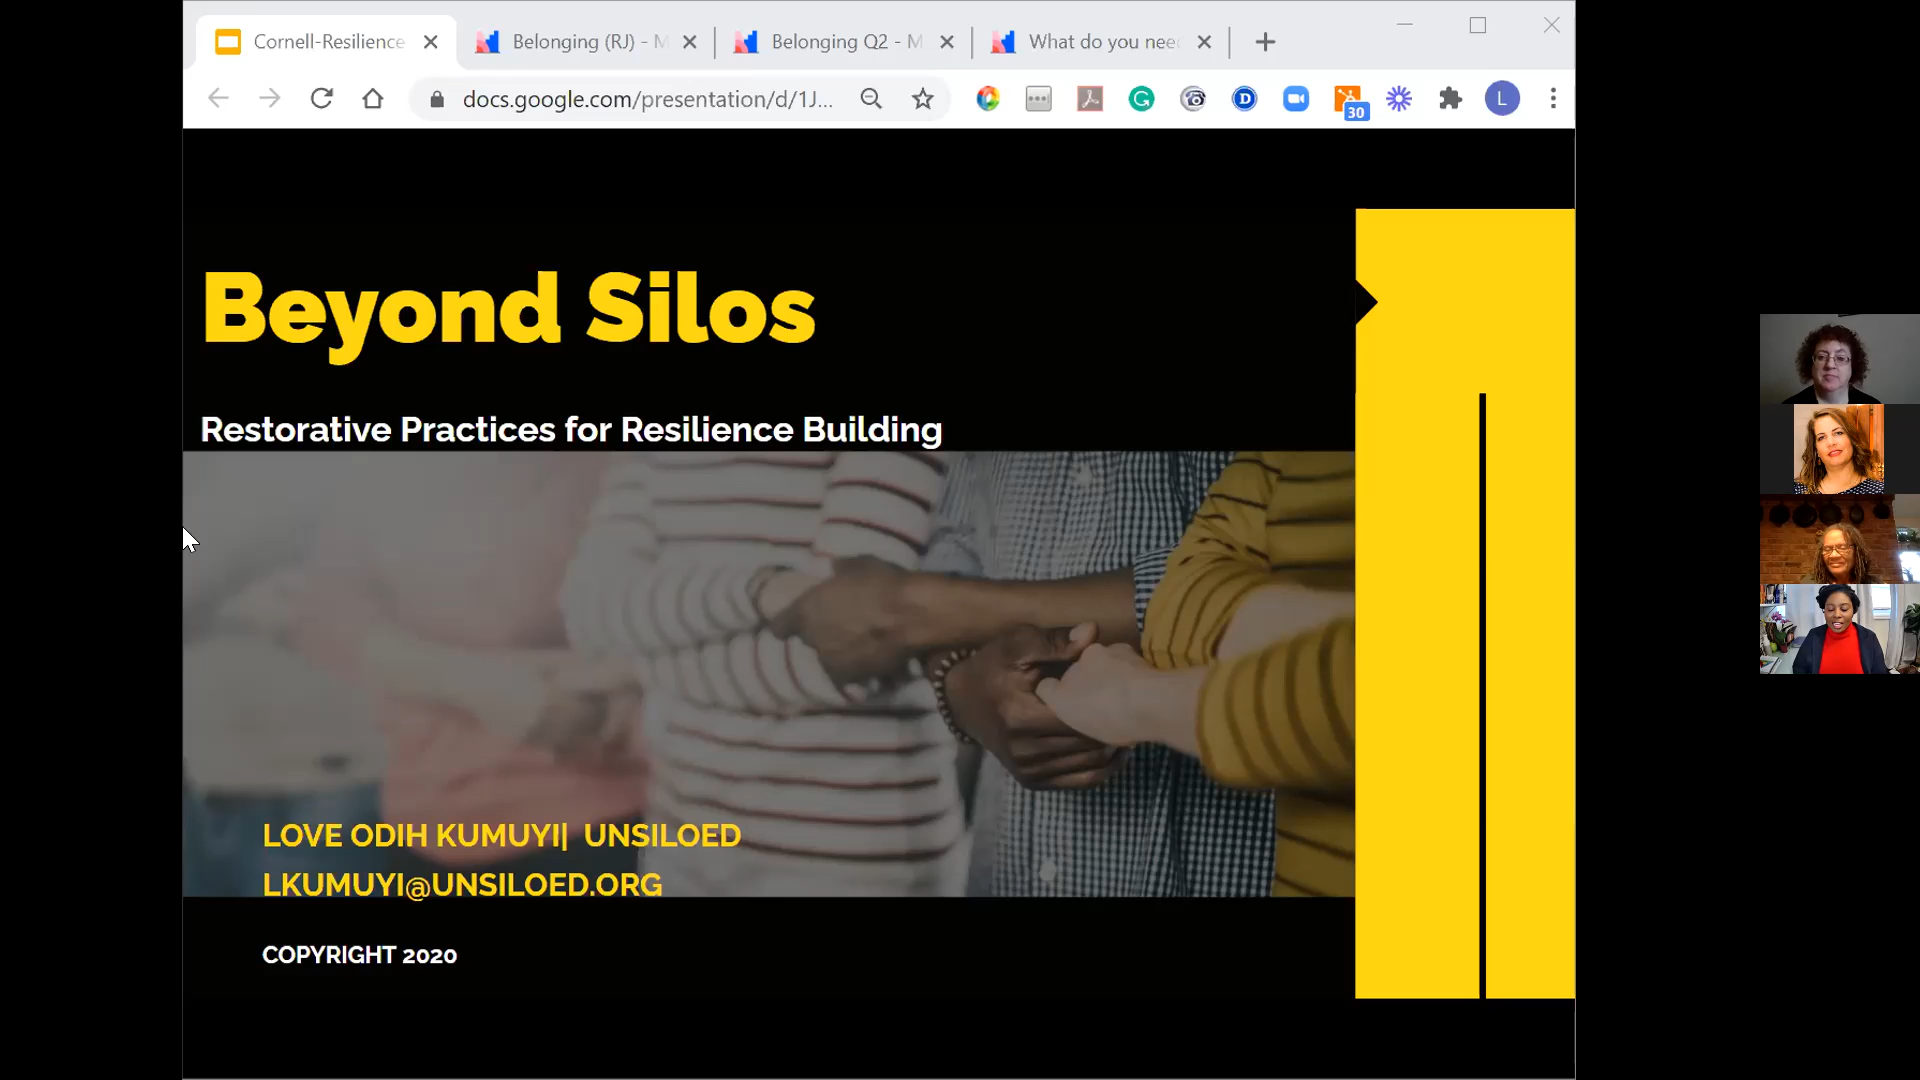 Cornell-Resilience
Belonging (RJ) - M
Belonging Q2 - M
What do you nee
docs.google.com/presentation/d/1J...
D
30
L
Beyond Silos
Restorative Practices for Resilience Building
LOVE ODIH KUMUYI| UNSILOED
LKUMUYI@UNSILOED.ORG
COPYRIGHT 2020